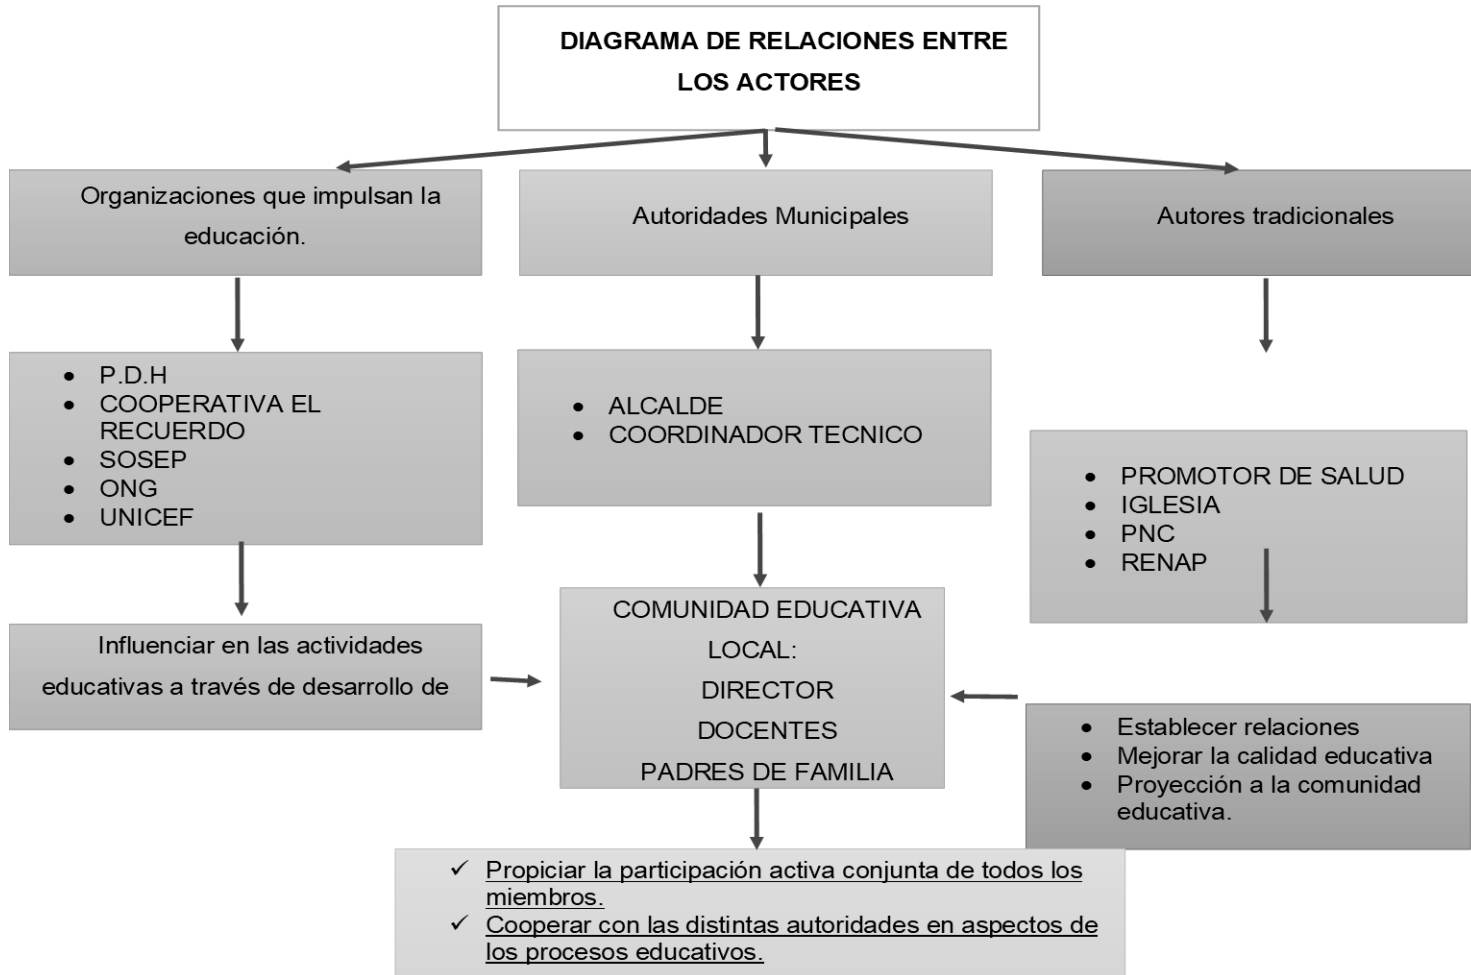 DIAGRAMA DE RELACIONES ENTRE
LOS ACTORES
Organizaciones que impulsan la
educación.
Autoridades Municipales
Autores tradicionales
• P.D.H
• COOPERATIVA EL
RECUERDO
• SOSEP
• ONG
• UNICEF
• ALCALDE
• COORDINADOR TECNICO
• PROMOTOR DE SALUD
• IGLESIA
• PNC
• RENAP
Influenciar en las actividades
educativas a través de desarrollo de
COMUNIDAD EDUCATIVA
LOCAL:
DIRECTOR
DOCENTES
PADRES DE FAMILIA
• Establecer relaciones
• Mejorar la calidad educativa
• Proyección a la comunidad
educativa.
✓ Propiciar la participación activa conjunta de todos los
miembros.
✓ Cooperar con las distintas autoridades en aspectos de
los procesos educativos.